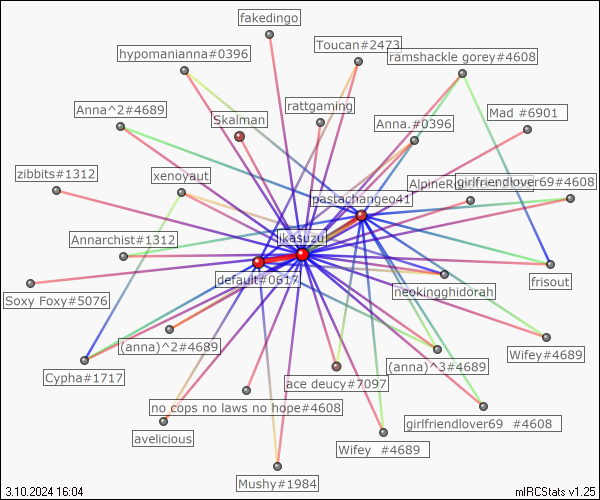 fakedingo
Toucan#2473
hypomanianna#0396
ramshackle gorey#4608
Anna^2#4689
rattgaming
Mad #6901
Skalman
Anna.#0396
zibbits#1312
xenoyaut
girlfriendlover69#4608
pastachangeo41
Annarchist#1312
ikasuzu
default#0617
neokingghidorah
frisout
Soxy Foxy#5076
(anna)^2#4689
Wifey#4689
Cypha#1717
(anna)^3#4689
ace deucy#7097
no cops no laws no hope#4608
girlfriendlover69 #4608
avelicious
Wifey #4689
Mushy#1984
3.10.2024 16:04
mIRCStats v1.25